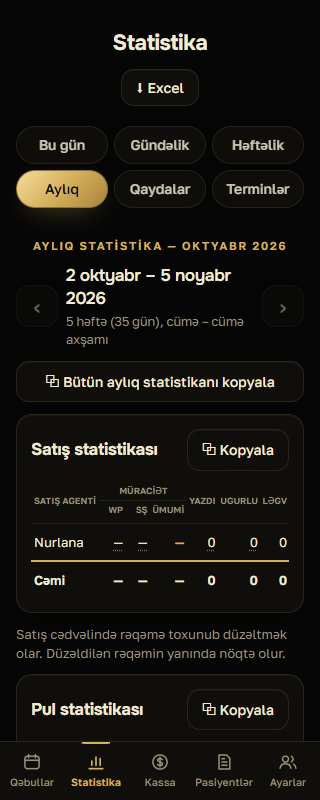 Statistika
⭳ Excel
Bu gün
Gündəlik
Həftəlik
Aylıq
Qaydalar
Terminlər
AYLIQ STATİSTİKA — OKTYABR 2026
2 oktyabr – 5 noyabr
2026
5 həftə (35 gün), cümə – cümə
axşamı
‹
›
Bütün aylıq statistikanı kopyala
Satış statistikası
Kopyala
SATIŞ AGENTİ
MÜRACİƏT
WP
SŞ
ÜMUMİ
YAZDI
UGURLU
LƏGV
Nurlana — — — 0 0 0
Cəmi — — — 0 0 0
Satış cədvəlində rəqəmə toxunub düzəltmək
olar. Düzəldilən rəqəmin yanında nöqtə olur.
Pul statistikası
Kopyala
Qəbullar
Statistika
Kassa
Pasiyentlər
Ayarlar